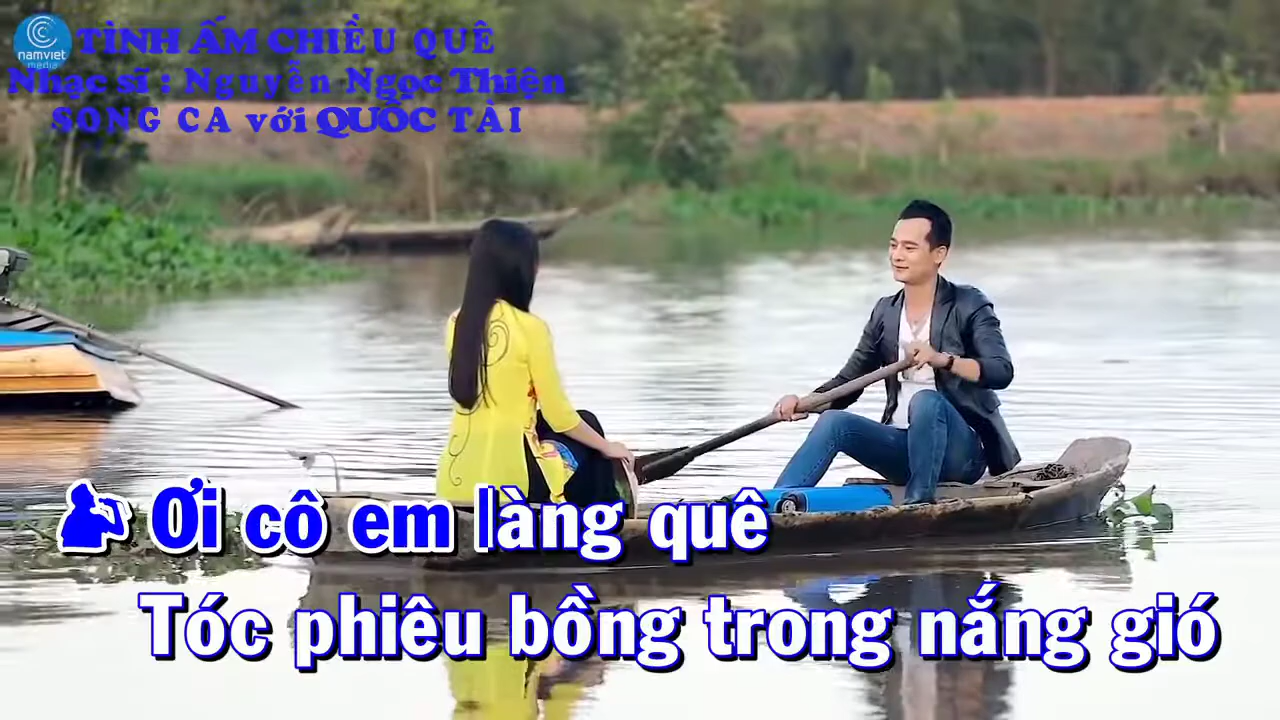 namviet
media
TÌNH ẤM CHIỀU QUÊ
Nhạc sĩ : Nguyễn Ngọc Thiện
SONG CA với QUỐC TÀI
Ơi cô em làng quê
Tóc phiêu bồng trong nắng gió